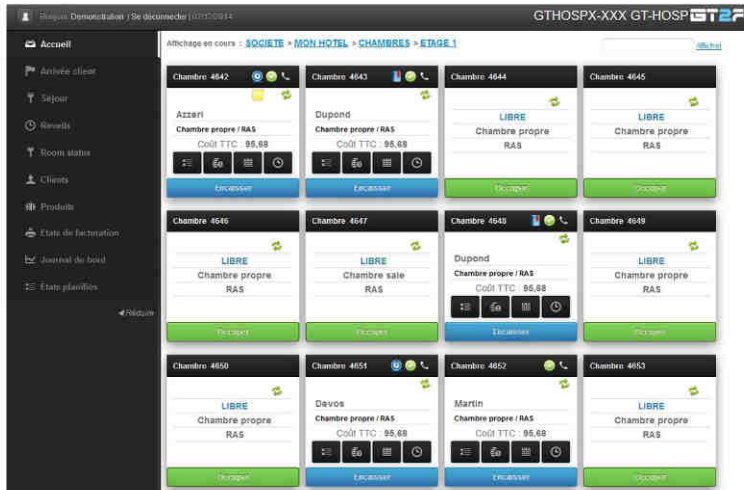 Bonjour Demonstration / Se déconnecter | 02/12/2014
GTHOSPX-XXX GT-HOSP GT2F
Accueil
Arrivée client
Séjour
Réveils
Room status
Clients
Produits
Etats de facturation
Journal de bord
Etats planifiés
Réduire
Affichage en cours : SOCIETE > MON HOTEL > CHAMBRES > ETAGE 1
Afficher
Chambre 4642
Azzeri
Chambre propre / RAS
Coût TTC : 95,68
Encaisser
Chambre 4643
Dupond
Chambre propre / RAS
Coût TTC : 95,68
Encaisser
Chambre 4644
LIBRE
Chambre propre
RAS
Occuper
Chambre 4645
LIBRE
Chambre propre
RAS
Occuper
Chambre 4646
LIBRE
Chambre propre
RAS
Occuper
Chambre 4647
LIBRE
Chambre sale
RAS
Occuper
Chambre 4648
Dupond
Chambre propre / RAS
Coût TTC : 95,68
Encaisser
Chambre 4649
LIBRE
Chambre propre
RAS
Occuper
Chambre 4650
LIBRE
Chambre propre
RAS
Occuper
Chambre 4651
Devos
Chambre propre / RAS
Coût TTC : 95,68
Encaisser
Chambre 4652
Martin
Chambre propre / RAS
Coût TTC : 95,68
Encaisser
Chambre 4653
LIBRE
Chambre propre
RAS
Occuper